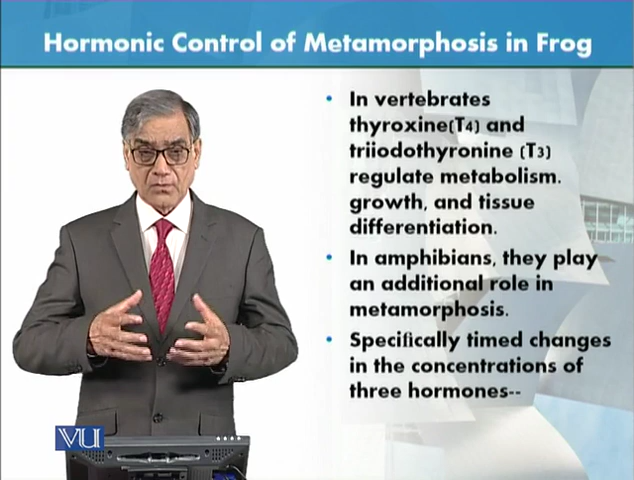 Hormonic Control of Metamorphosis in Frog
• In vertebrates
thyroxine(T4) and
triiodothyronine (T3)
regulate metabolism.
growth, and tissue
differentiation.
• In amphibians, they play
an additional role in
metamorphosis.
• Specifically timed changes
in the concentrations of
three hormones--
VU